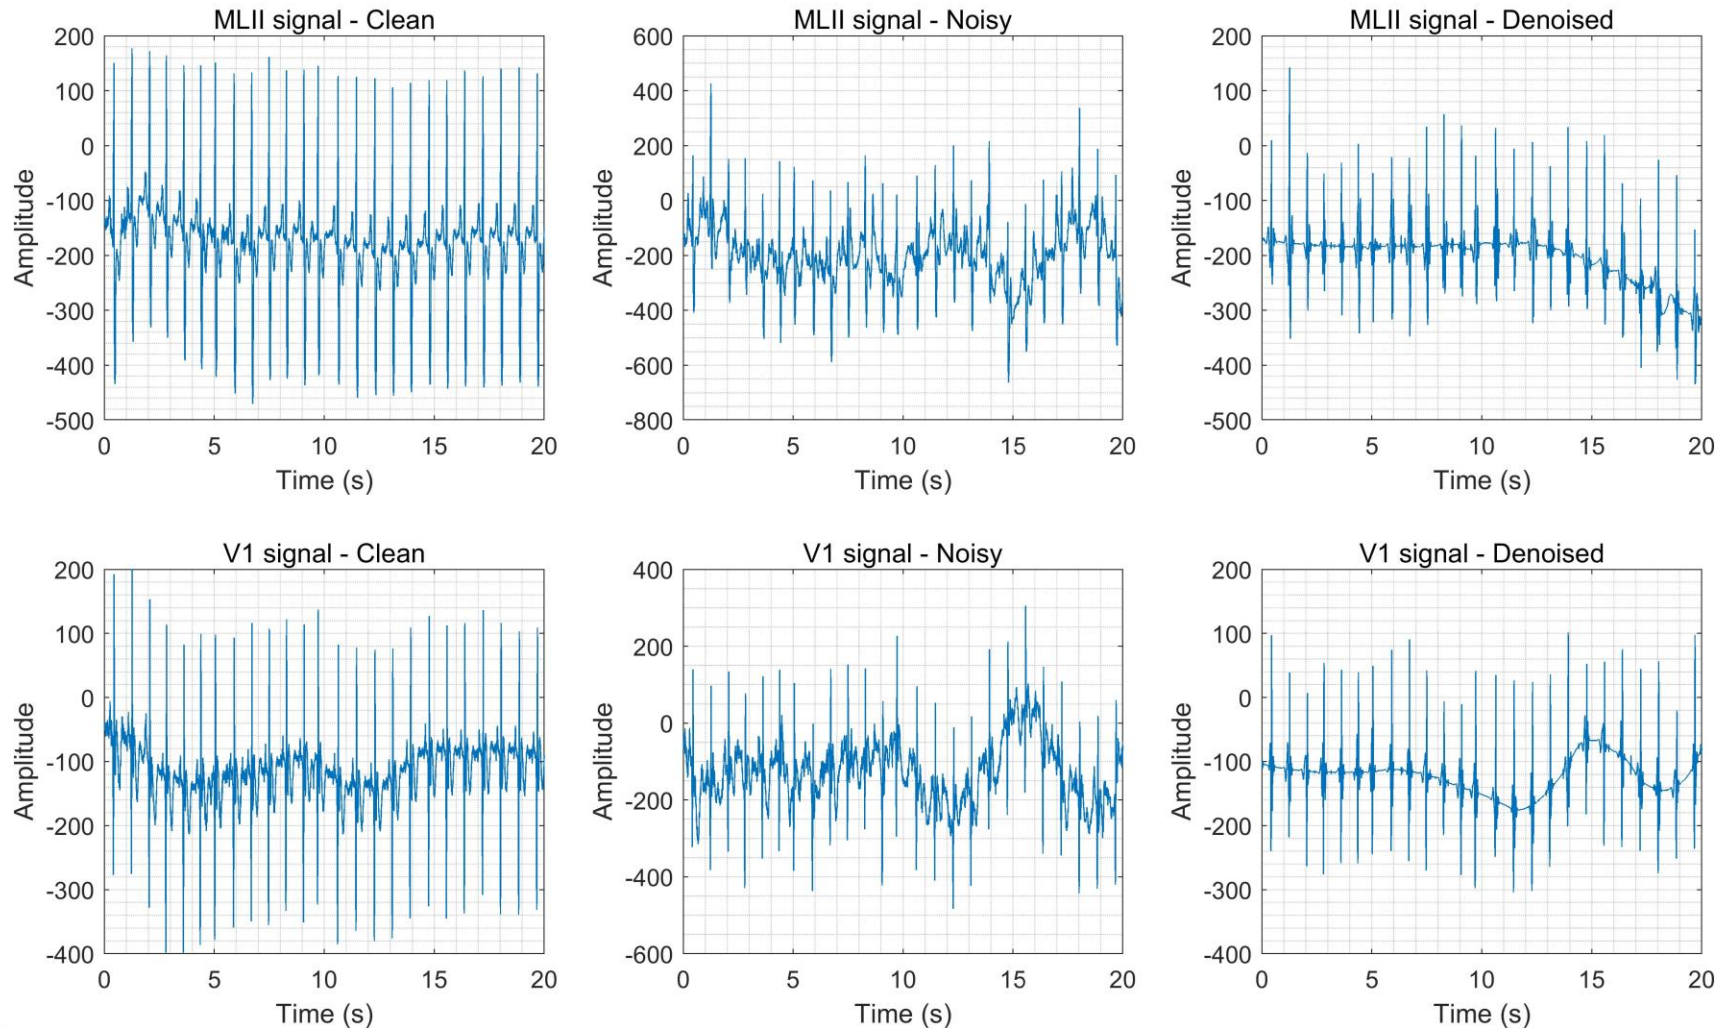 MLII signal - Clean
200
100
0
-100
-200
-300
-400
-500
Amplitude
0 5 10 15 20
Time (s)
MLII signal - Noisy
600
400
200
0
-200
-400
-600
-800
Amplitude
0 5 10 15 20
Time (s)
MLII signal - Denoised
200
100
0
-100
-200
-300
-400
-500
Amplitude
0 5 10 15 20
Time (s)
V1 signal - Clean
200
100
0
-100
-200
-300
-400
Amplitude
0 5 10 15 20
Time (s)
V1 signal - Noisy
400
200
0
-200
-400
-600
Amplitude
0 5 10 15 20
Time (s)
V1 signal - Denoised
200
100
0
-100
-200
-300
-400
Amplitude
0 5 10 15 20
Time (s)